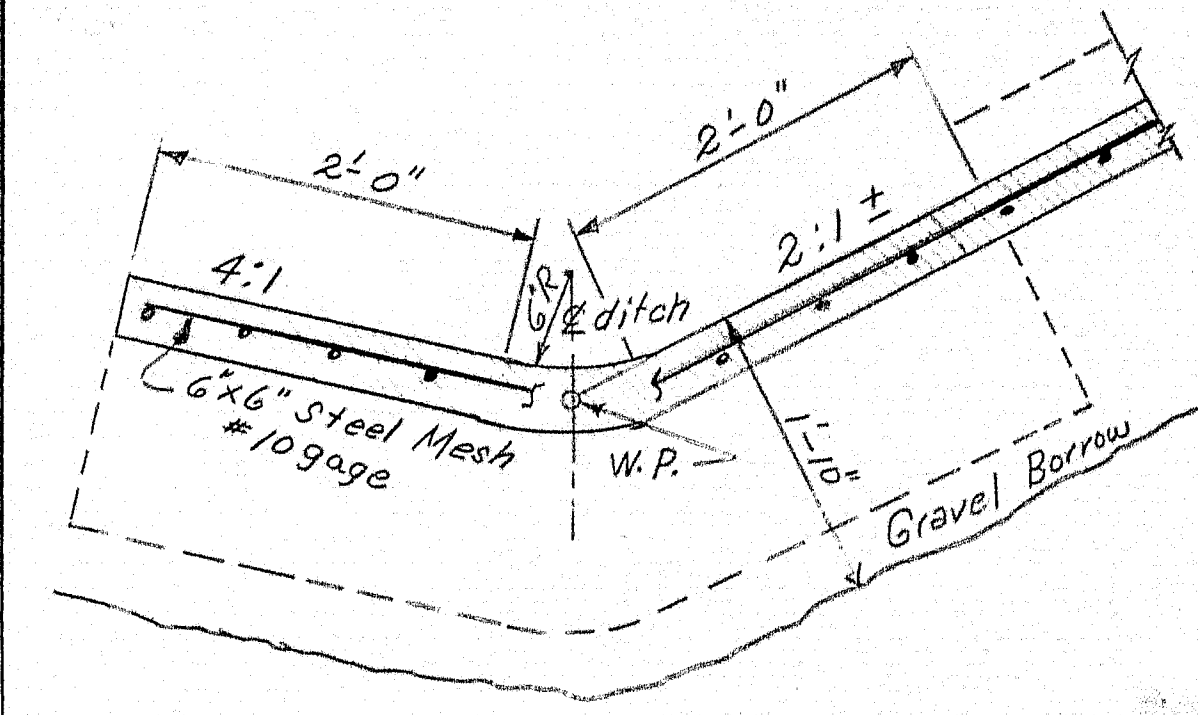 2'-0"
2'-0"
4:1
6"R
℄ ditch
2:1 ±
6"x6" Steel Mesh
#10 gage
W.P.
1'-10"
Gravel Borrow